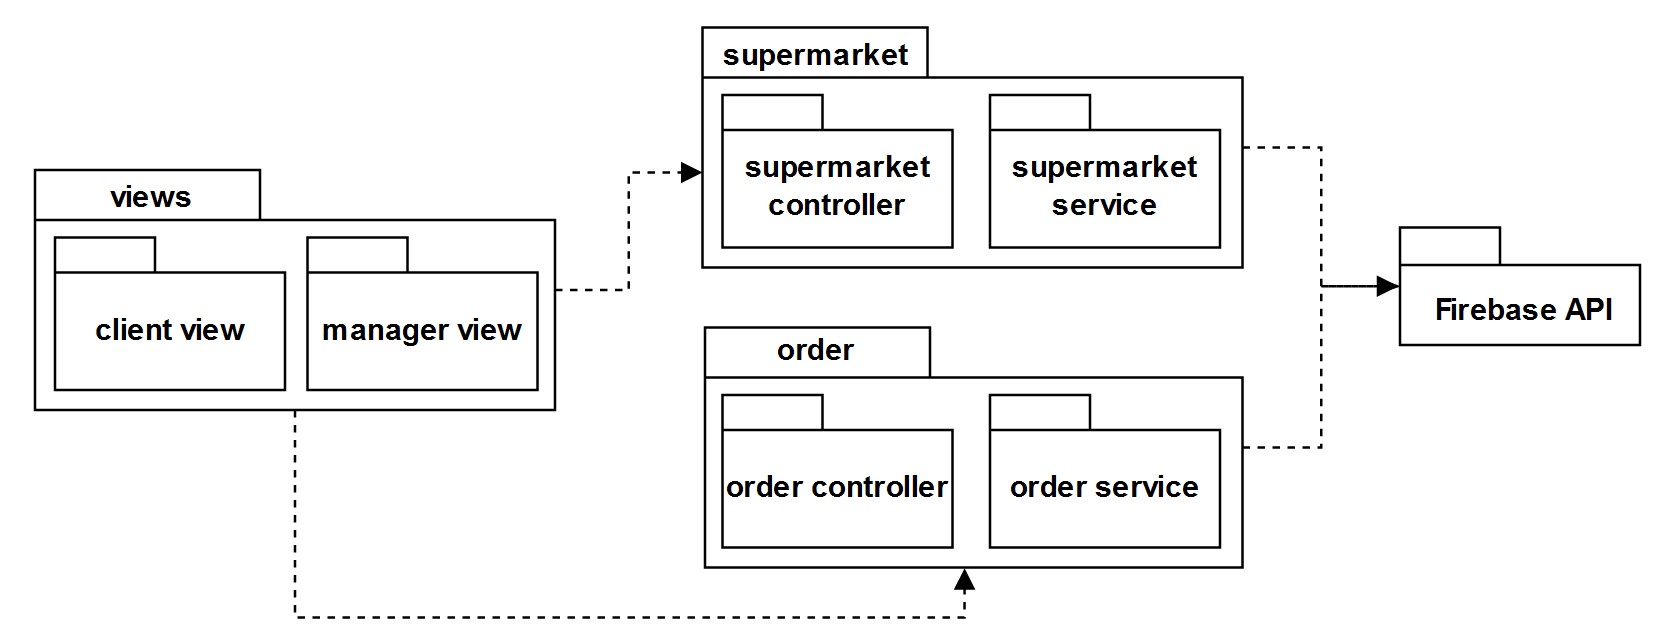 supermarket
supermarket
controller
supermarket
service
views
client view
manager view
Firebase API
order
order controller
order service